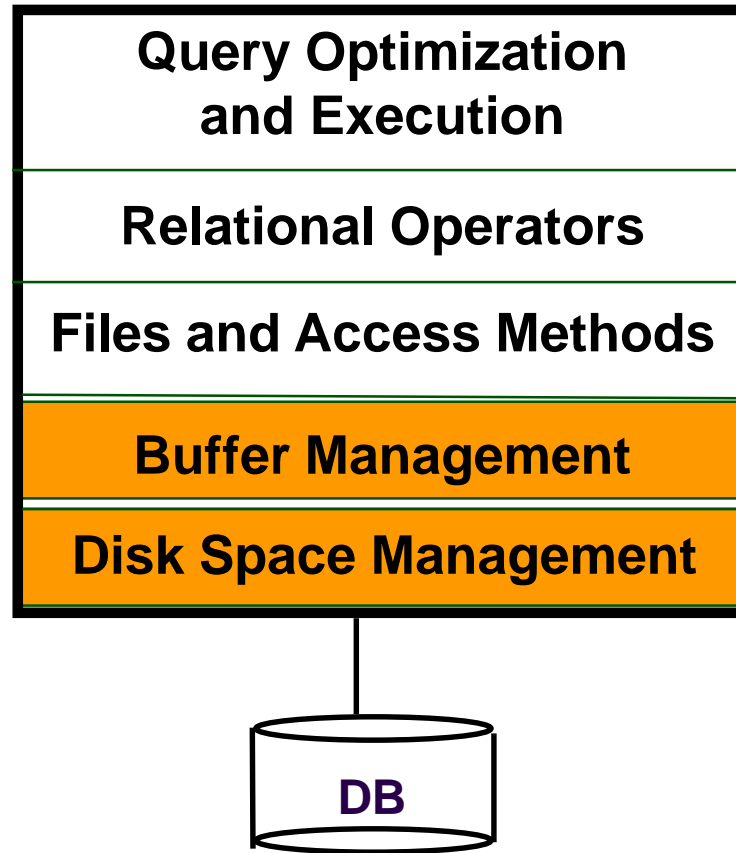 Query Optimization
and Execution
Relational Operators
Files and Access Methods
Buffer Management
Disk Space Management
DB